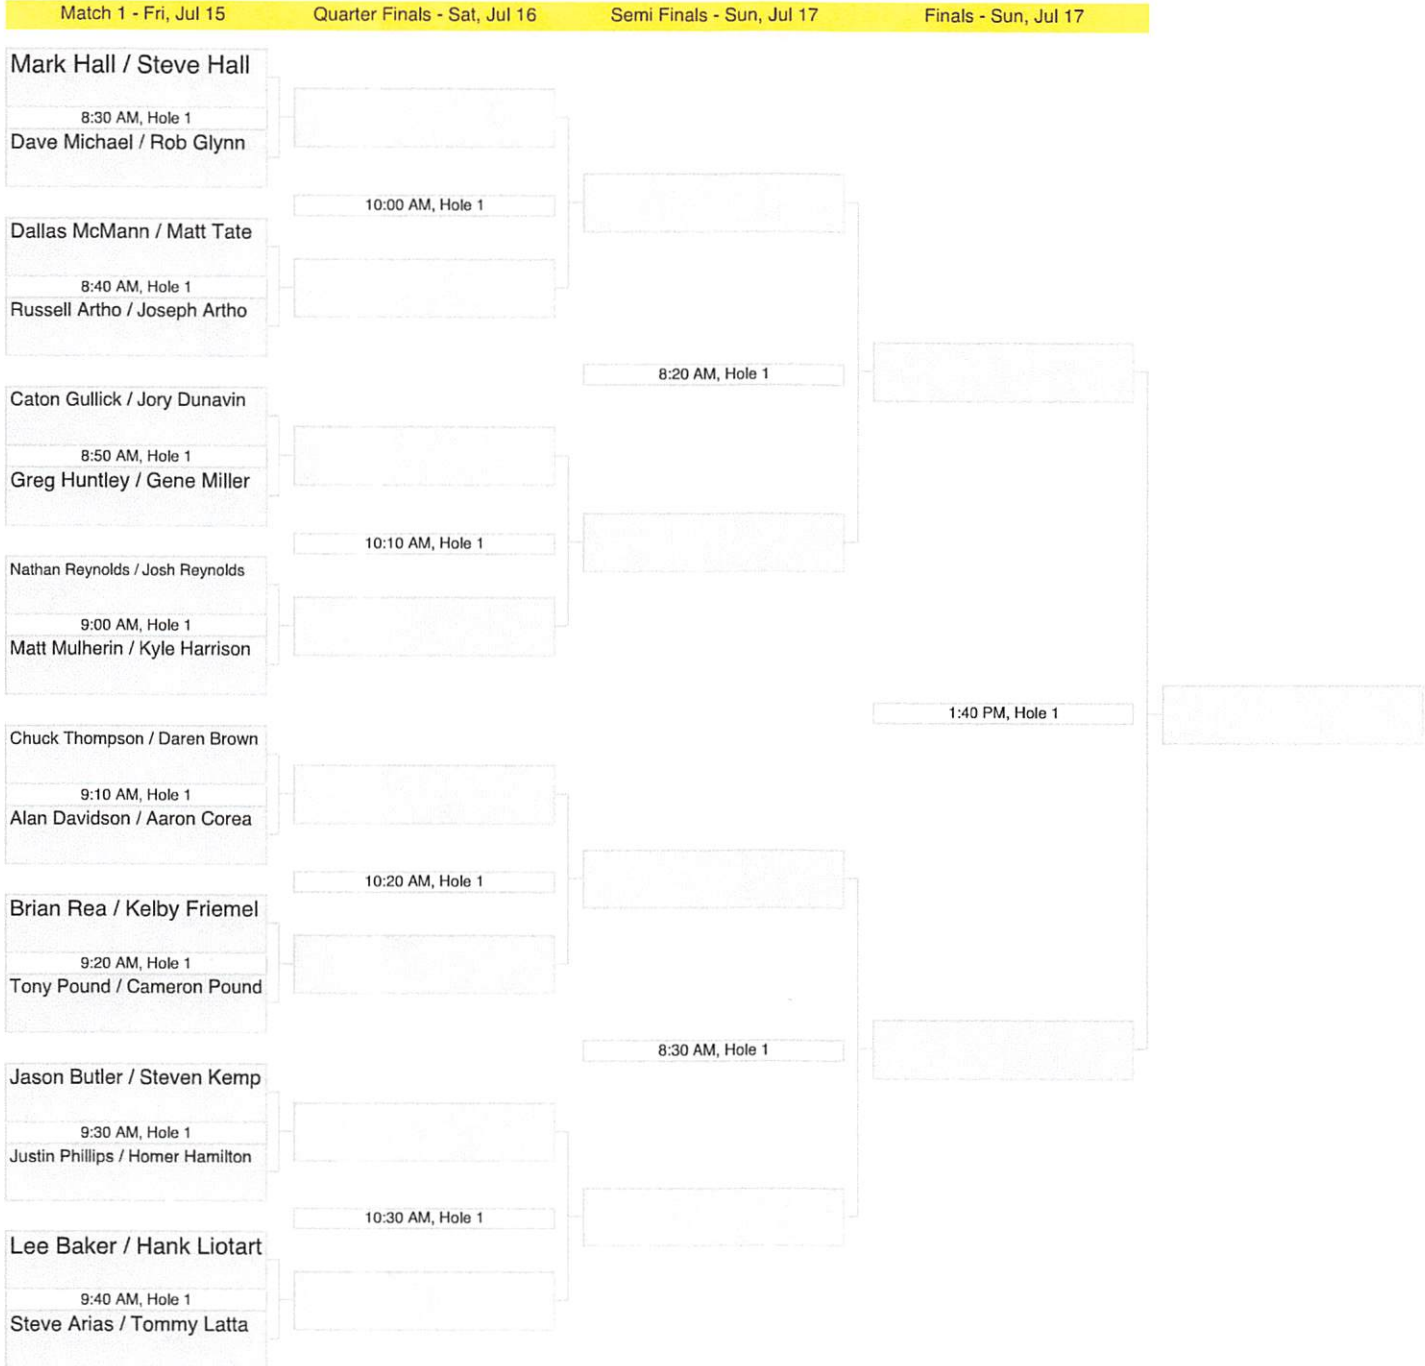 Match 1 - Fri, Jul 15
Quarter Finals - Sat, Jul 16
Semi Finals - Sun, Jul 17
Finals - Sun, Jul 17
Mark Hall / Steve Hall
8:30 AM, Hole 1
Dave Michael / Rob Glynn
10:00 AM, Hole 1
Dallas McMann / Matt Tate
8:40 AM, Hole 1
Russell Artho / Joseph Artho
8:20 AM, Hole 1
Caton Gullick / Jory Dunavin
8:50 AM, Hole 1
Greg Huntley / Gene Miller
10:10 AM, Hole 1
Nathan Reynolds / Josh Reynolds
9:00 AM, Hole 1
Matt Mulherin / Kyle Harrison
1:40 PM, Hole 1
Chuck Thompson / Daren Brown
9:10 AM, Hole 1
Alan Davidson / Aaron Corea
10:20 AM, Hole 1
Brian Rea / Kelby Friemel
9:20 AM, Hole 1
Tony Pound / Cameron Pound
8:30 AM, Hole 1
Jason Butler / Steven Kemp
9:30 AM, Hole 1
Justin Phillips / Homer Hamilton
10:30 AM, Hole 1
Lee Baker / Hank Liotart
9:40 AM, Hole 1
Steve Arias / Tommy Latta